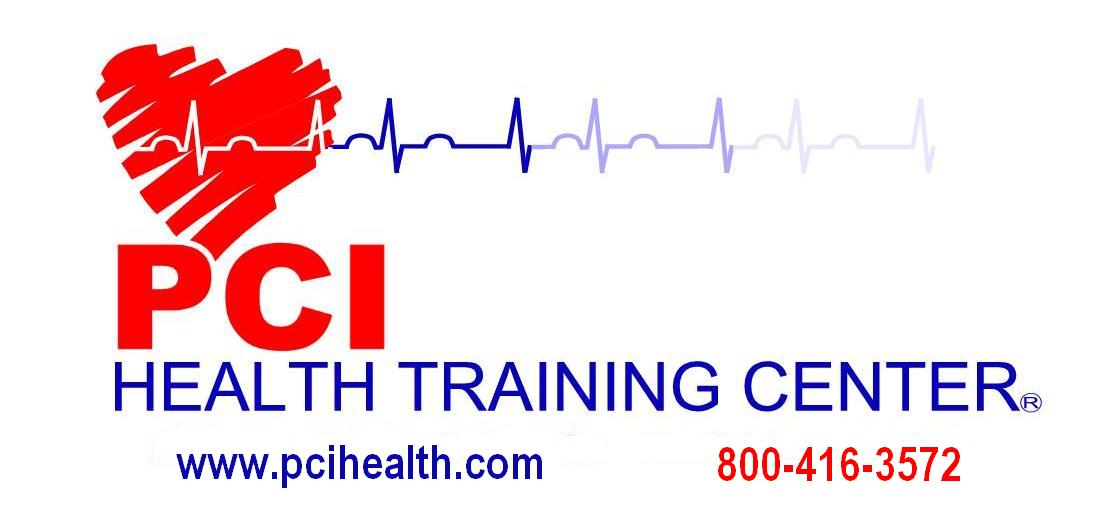 PCI
HEALTH TRAINING CENTER®
www.pcihealth.com 800-416-3572